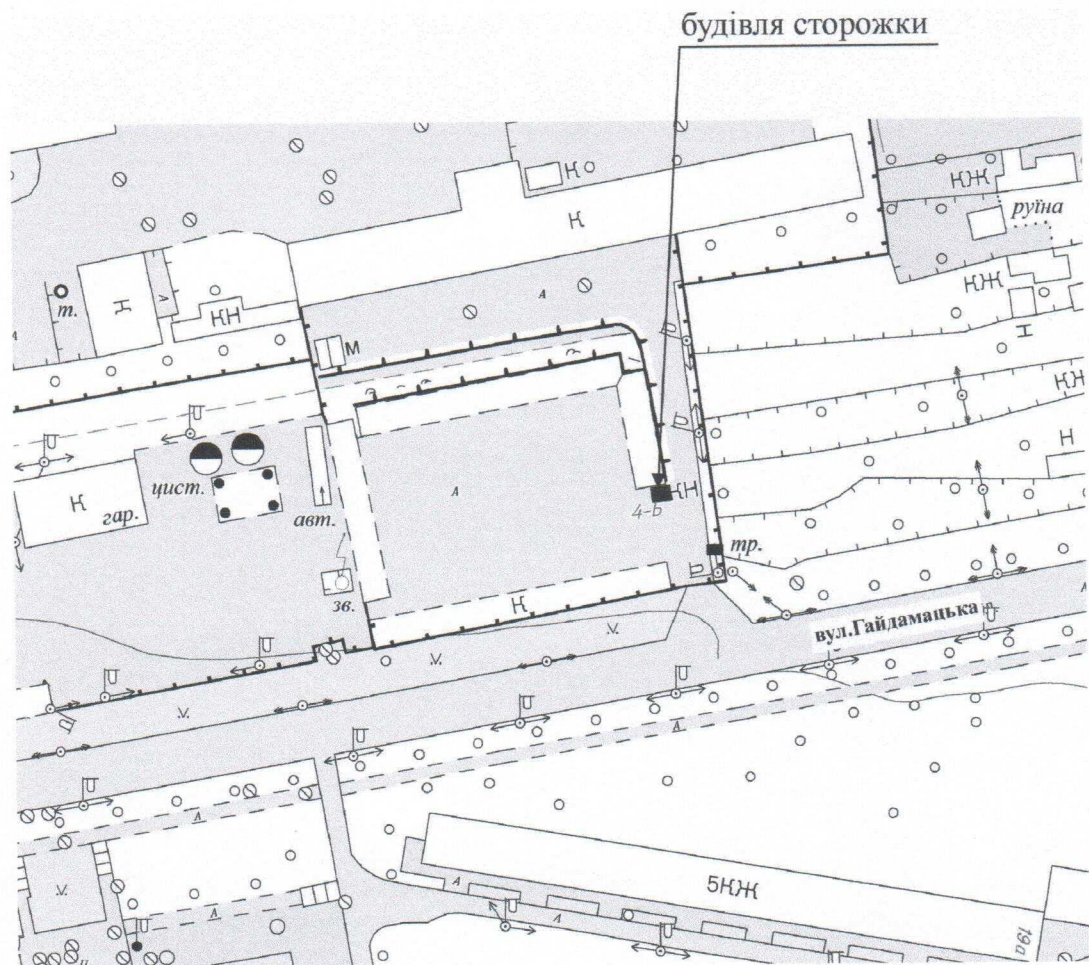 будівля сторожки
КЖ
руїна
К
К
т.
К
КН
А
М
КЖ
Н
КЖ
Н
цист.
гар.
К
авт.
А
4-Б
КН
тр.
зв.
К
вул.Гайдамацька
А
А
А
5КЖ
А
А
19а